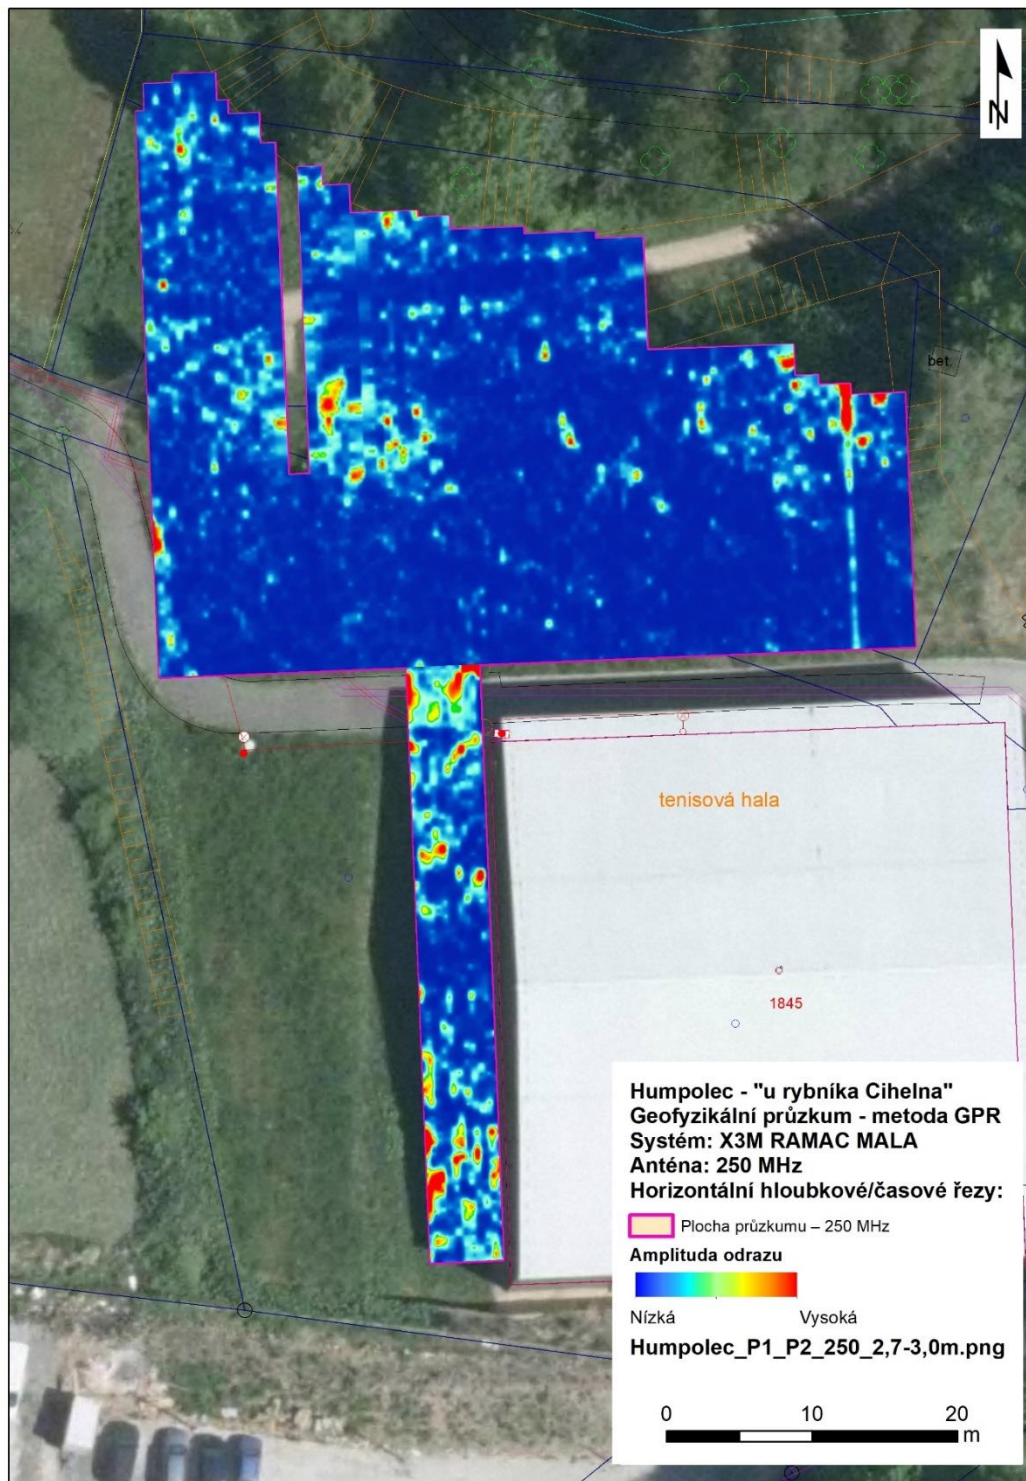 N
bet.
tenisová hala
1845
Humpolec - "u rybníka Cihelna"
Geofyzikální průzkum - metoda GPR
Systém: X3M RAMAC MALA
Anténa: 250 MHz
Horizontální hloubkové/časové řezy:
Plocha průzkumu – 250 MHz
Amplituda odrazu
Nízká Vysoká
Humpolec_P1_P2_250_2,7-3,0m.png
0 10 20
m